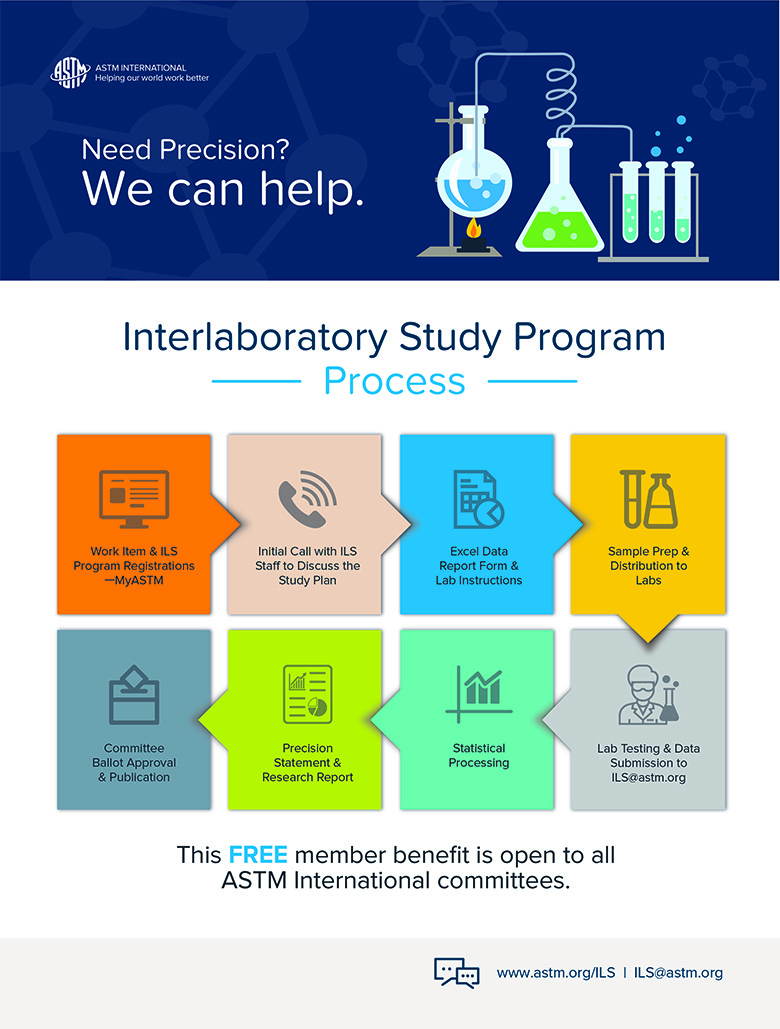 ASTM
ASTM INTERNATIONAL
Helping our world work better
Need Precision?
We can help.
Interlaboratory Study Program
Process
Work Item & ILS
Program Registrations
—MyASTM
Initial Call with ILS
Staff to Discuss the
Study Plan
Excel Data
Report Form &
Lab Instructions
Sample Prep &
Distribution to
Labs
Committee
Ballot Approval
& Publication
Precision
Statement &
Research Report
Statistical
Processing
Lab Testing & Data
Submission to
ILS@astm.org
This FREE member benefit is open to all
ASTM International committees.
www.astm.org/ILS | ILS@astm.org